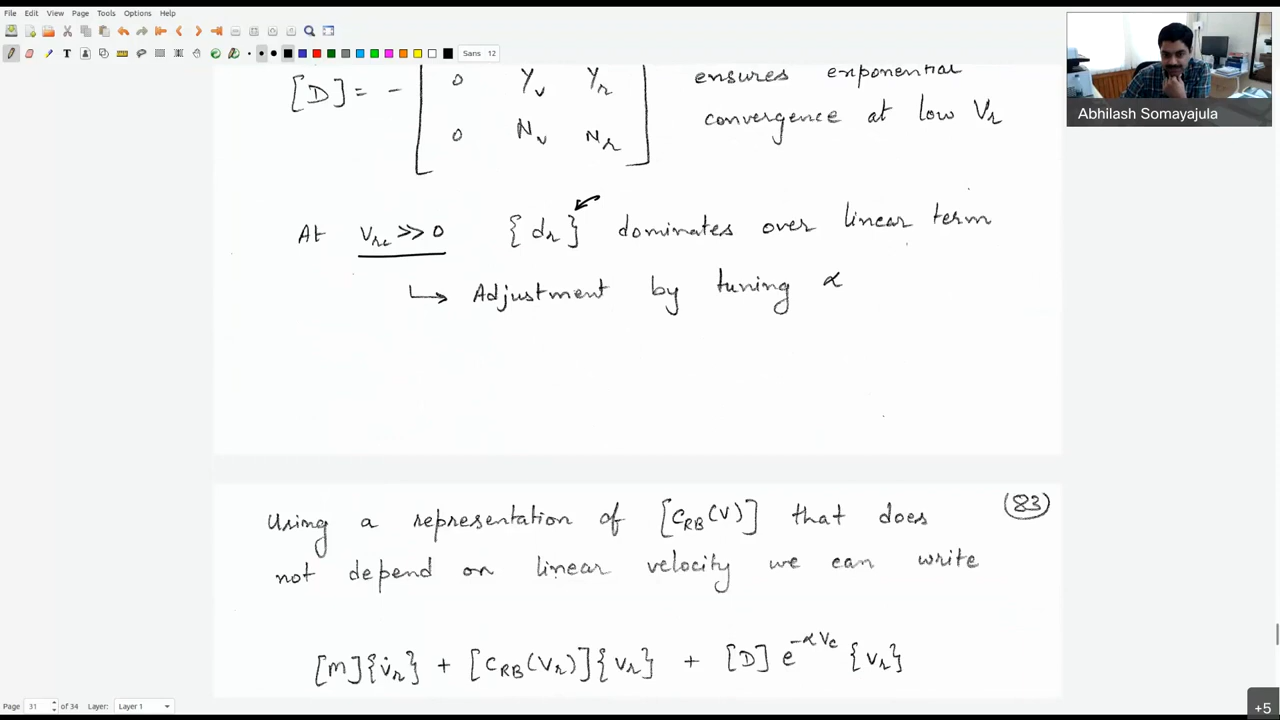 File Edit View Page Tools Options Help
Sans 12
[D] = - [ 0 Y_v Y_r
0 N_v N_r ]
ensures exponential
convergence at low V_r
At V_rc >> 0 {d_r} dominates over linear term
↳ Adjustment by tuning α
Using a representation of [C_RB(V)] that does (83)
not depend on linear velocity we can write
[M]{v̇_r} + [C_RB(V_r)]{V_r} + [D] e^{-αV_c} {V_r}
Page 31 of 34 Layer: Layer 1
Abhilash Somayajula
+5